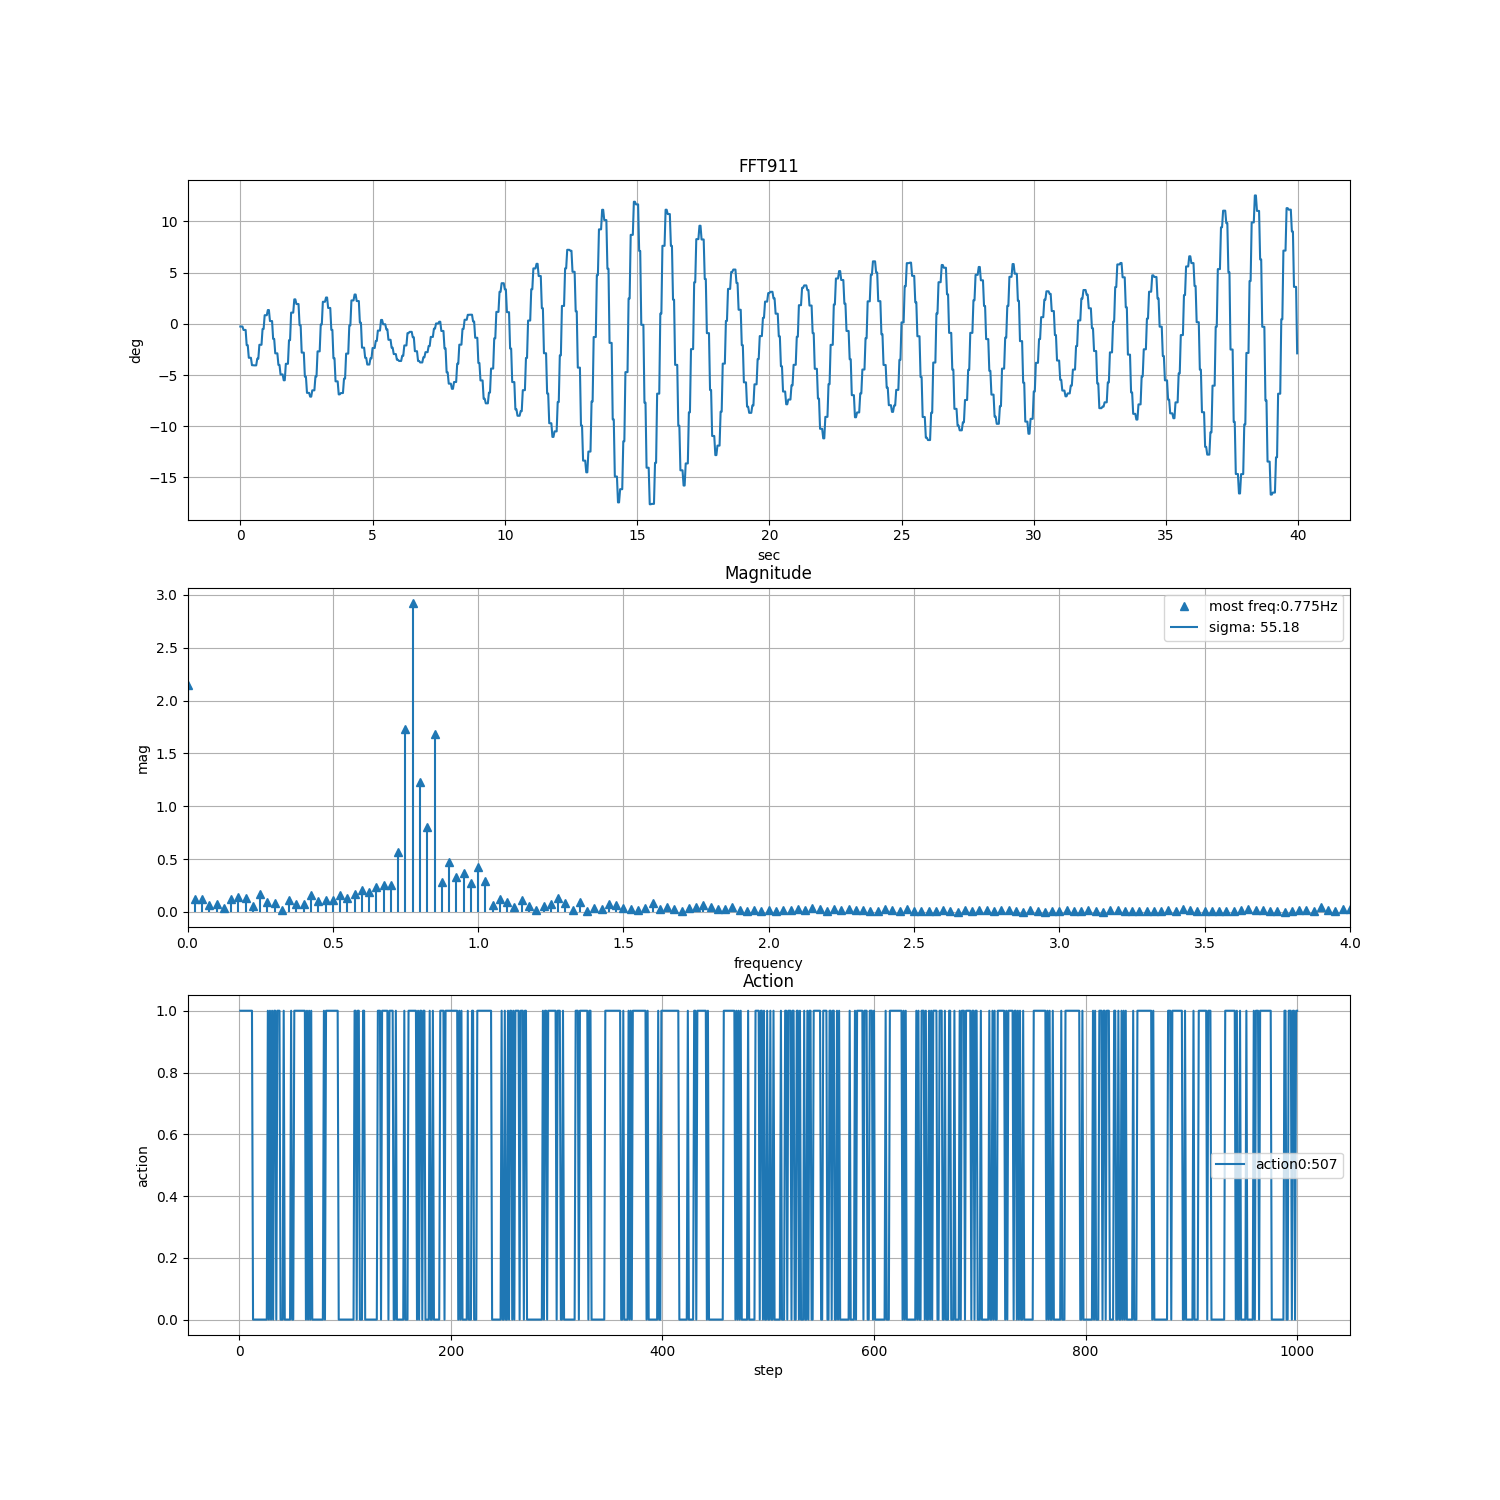 FFT911
10
5
0
−5
−10
−15
deg
0 5 10 15 20 25 30 35 40
sec
Magnitude
3.0
2.5
2.0
1.5
1.0
0.5
0.0
mag
most freq:0.775Hz
sigma: 55.18
0.0 0.5 1.0 1.5 2.0 2.5 3.0 3.5 4.0
frequency
Action
1.0
0.8
0.6
0.4
0.2
0.0
action
action0:507
0 200 400 600 800 1000
step